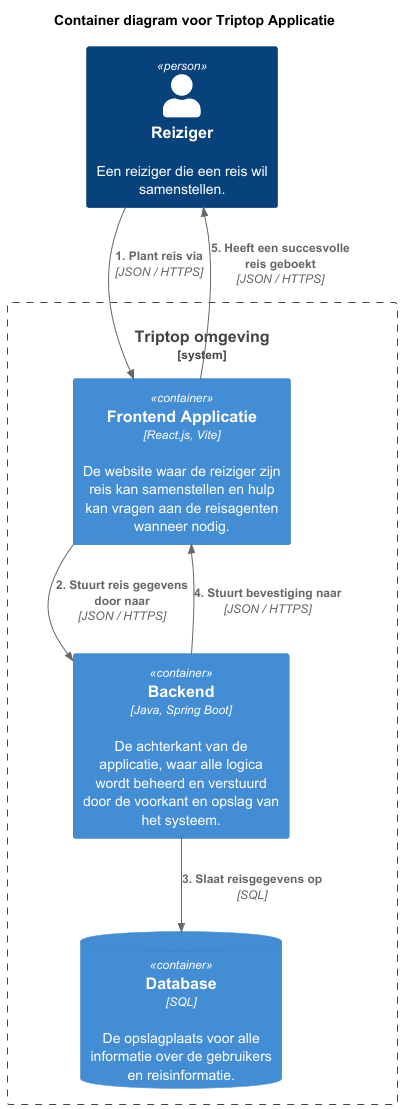 Container diagram voor Triptop Applicatie
«person»
Reiziger
Een reiziger die een reis wil
samenstellen.
1. Plant reis via
[JSON / HTTPS]
5. Heeft een succesvolle
reis geboekt
[JSON / HTTPS]
Triptop omgeving
[system]
«container»
Frontend Applicatie
[React.js, Vite]
De website waar de reiziger zijn
reis kan samenstellen en hulp
kan vragen aan de reisagenten
wanneer nodig.
2. Stuurt reis gegevens
door naar
[JSON / HTTPS]
4. Stuurt bevestiging naar
[JSON / HTTPS]
«container»
Backend
[Java, Spring Boot]
De achterkant van de
applicatie, waar alle logica
wordt beheerd en verstuurd
door de voorkant en opslag van
het systeem.
3. Slaat reisgegevens op
[SQL]
«container»
Database
[SQL]
De opslagplaats voor alle
informatie over de gebruikers
en reisinformatie.